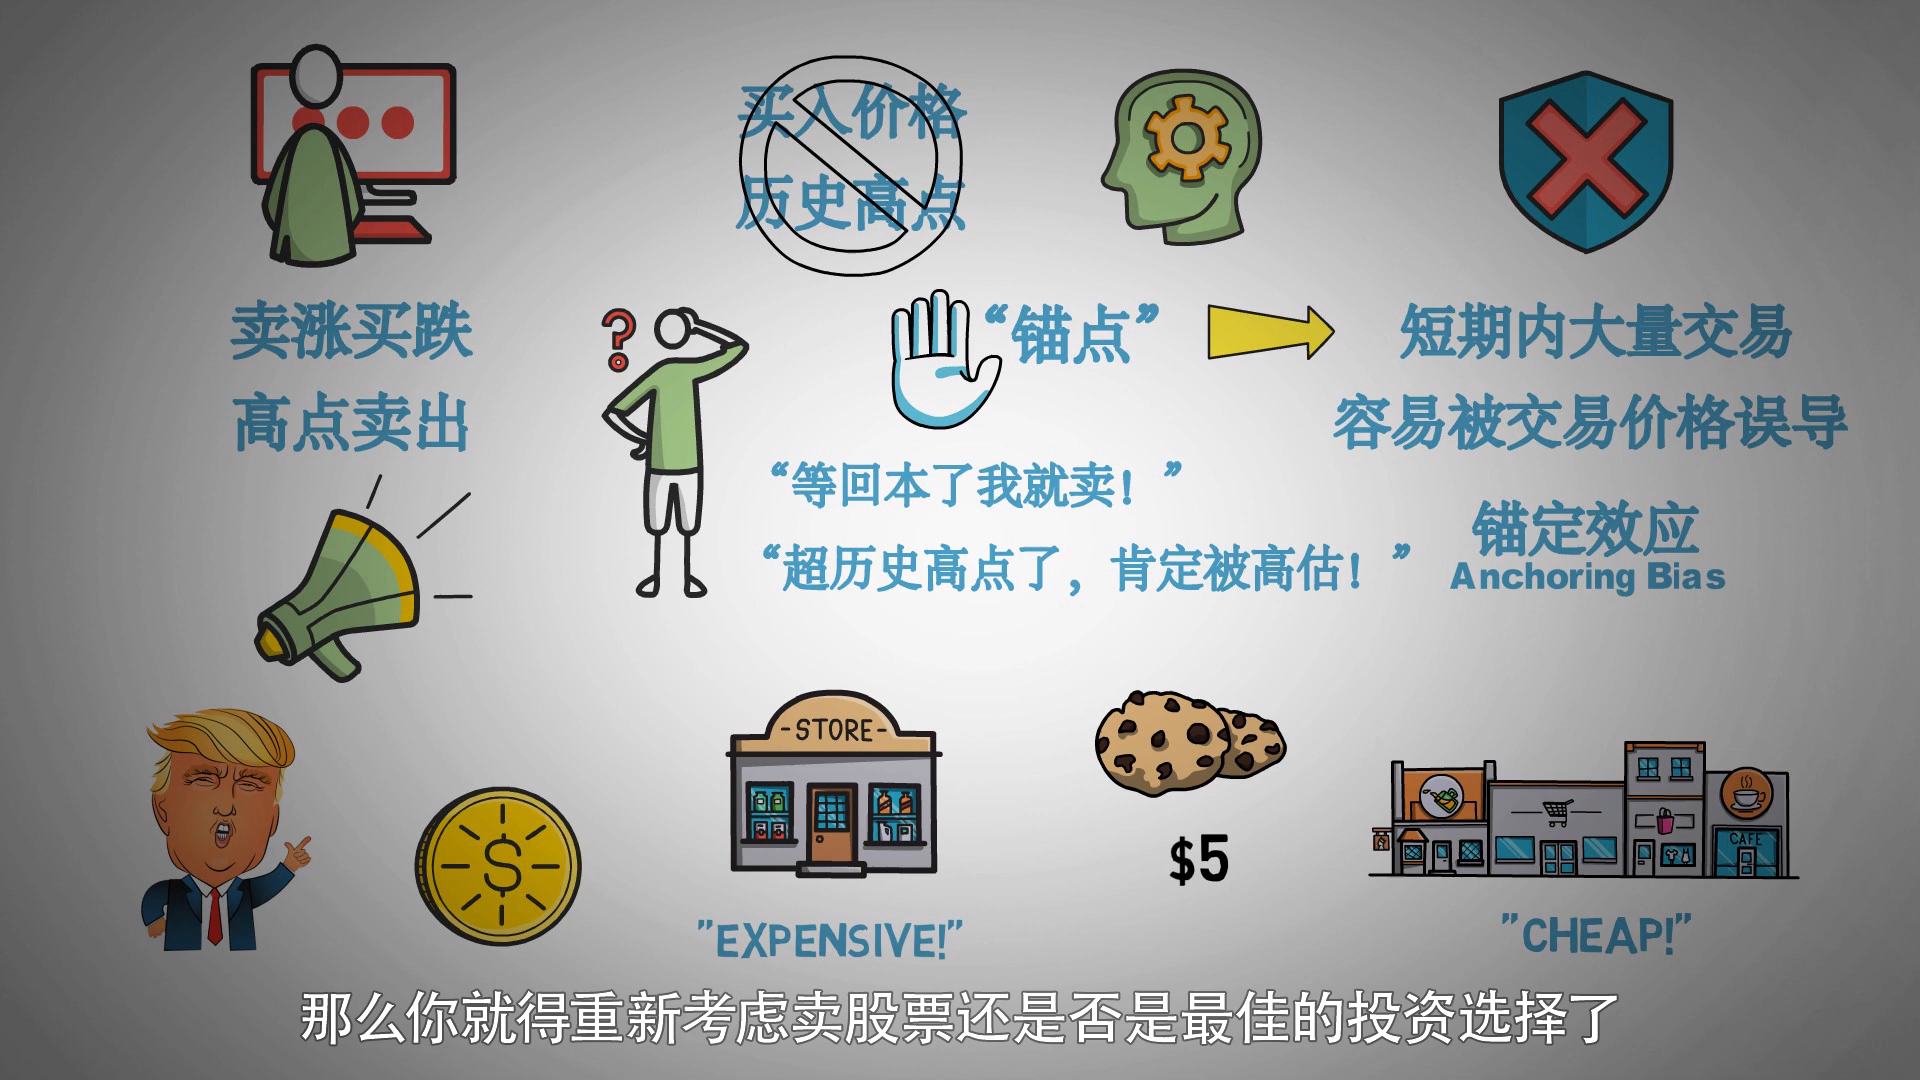 买入价格
历史高点
卖涨买跌
高点卖出
“锚点”
短期内大量交易
容易被交易价格误导
“等回本了我就卖！”
“超历史高点了，肯定被高估！”
锚定效应
Anchoring Bias
-STORE-
$
$5
CAFE
"EXPENSIVE!"
"CHEAP!"
那么你就得重新考虑卖股票还是否是最佳的投资选择了